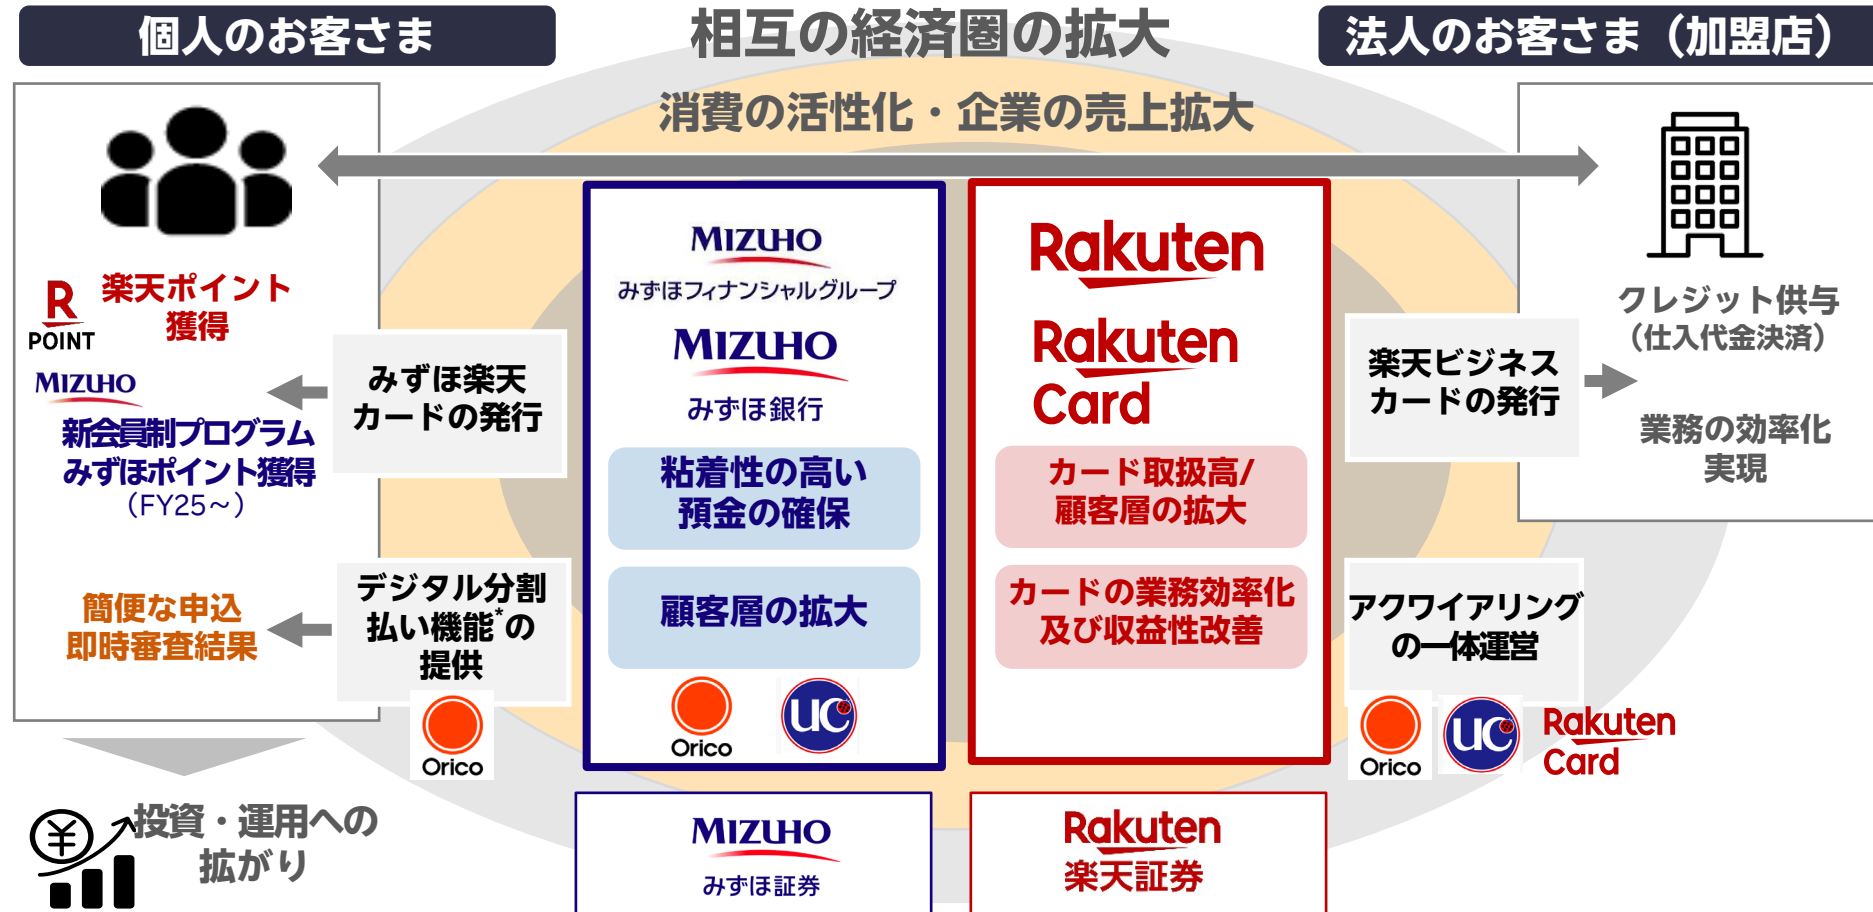 個人のお客さま
相互の経済圏の拡大
法人のお客さま（加盟店）
消費の活性化・企業の売上拡大
R
POINT
楽天ポイント
獲得
MIZUHO
新会員制プログラム
みずほポイント獲得
（FY25～）
簡便な申込
即時審査結果
みずほ楽天
カードの発行
デジタル分割
払い機能*の
提供
Orico
MIZUHO
みずほフィナンシャルグループ
MIZUHO
みずほ銀行
粘着性の高い
預金の確保
顧客層の拡大
Orico
UC
Rakuten
Rakuten
Card
カード取扱高/
顧客層の拡大
カードの業務効率化
及び収益性改善
楽天ビジネス
カードの発行
アクワイアリング
の一体運営
Orico
UC
Rakuten
Card
クレジット供与
（仕入代金決済）
業務の効率化
実現
¥
投資・運用への
拡がり
MIZUHO
みずほ証券
Rakuten
楽天証券